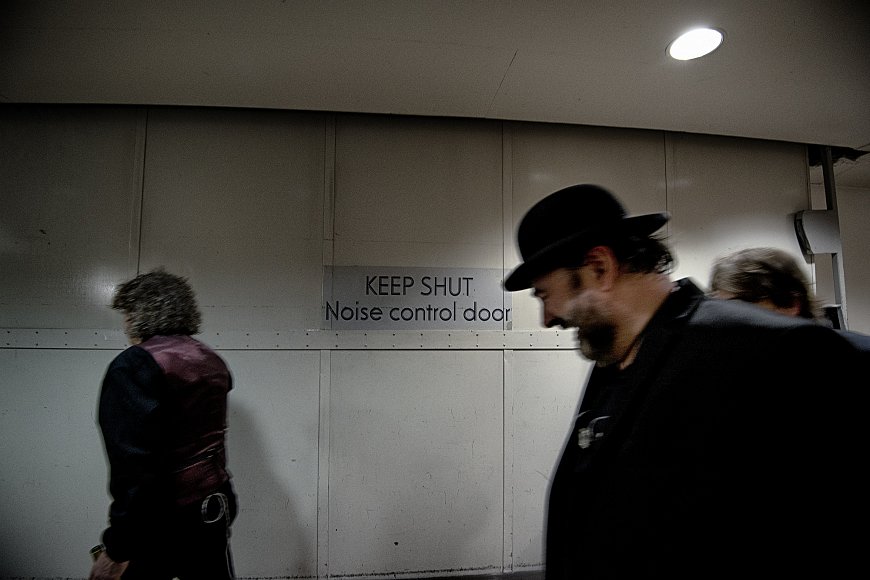 KEEP SHUT
Noise control door